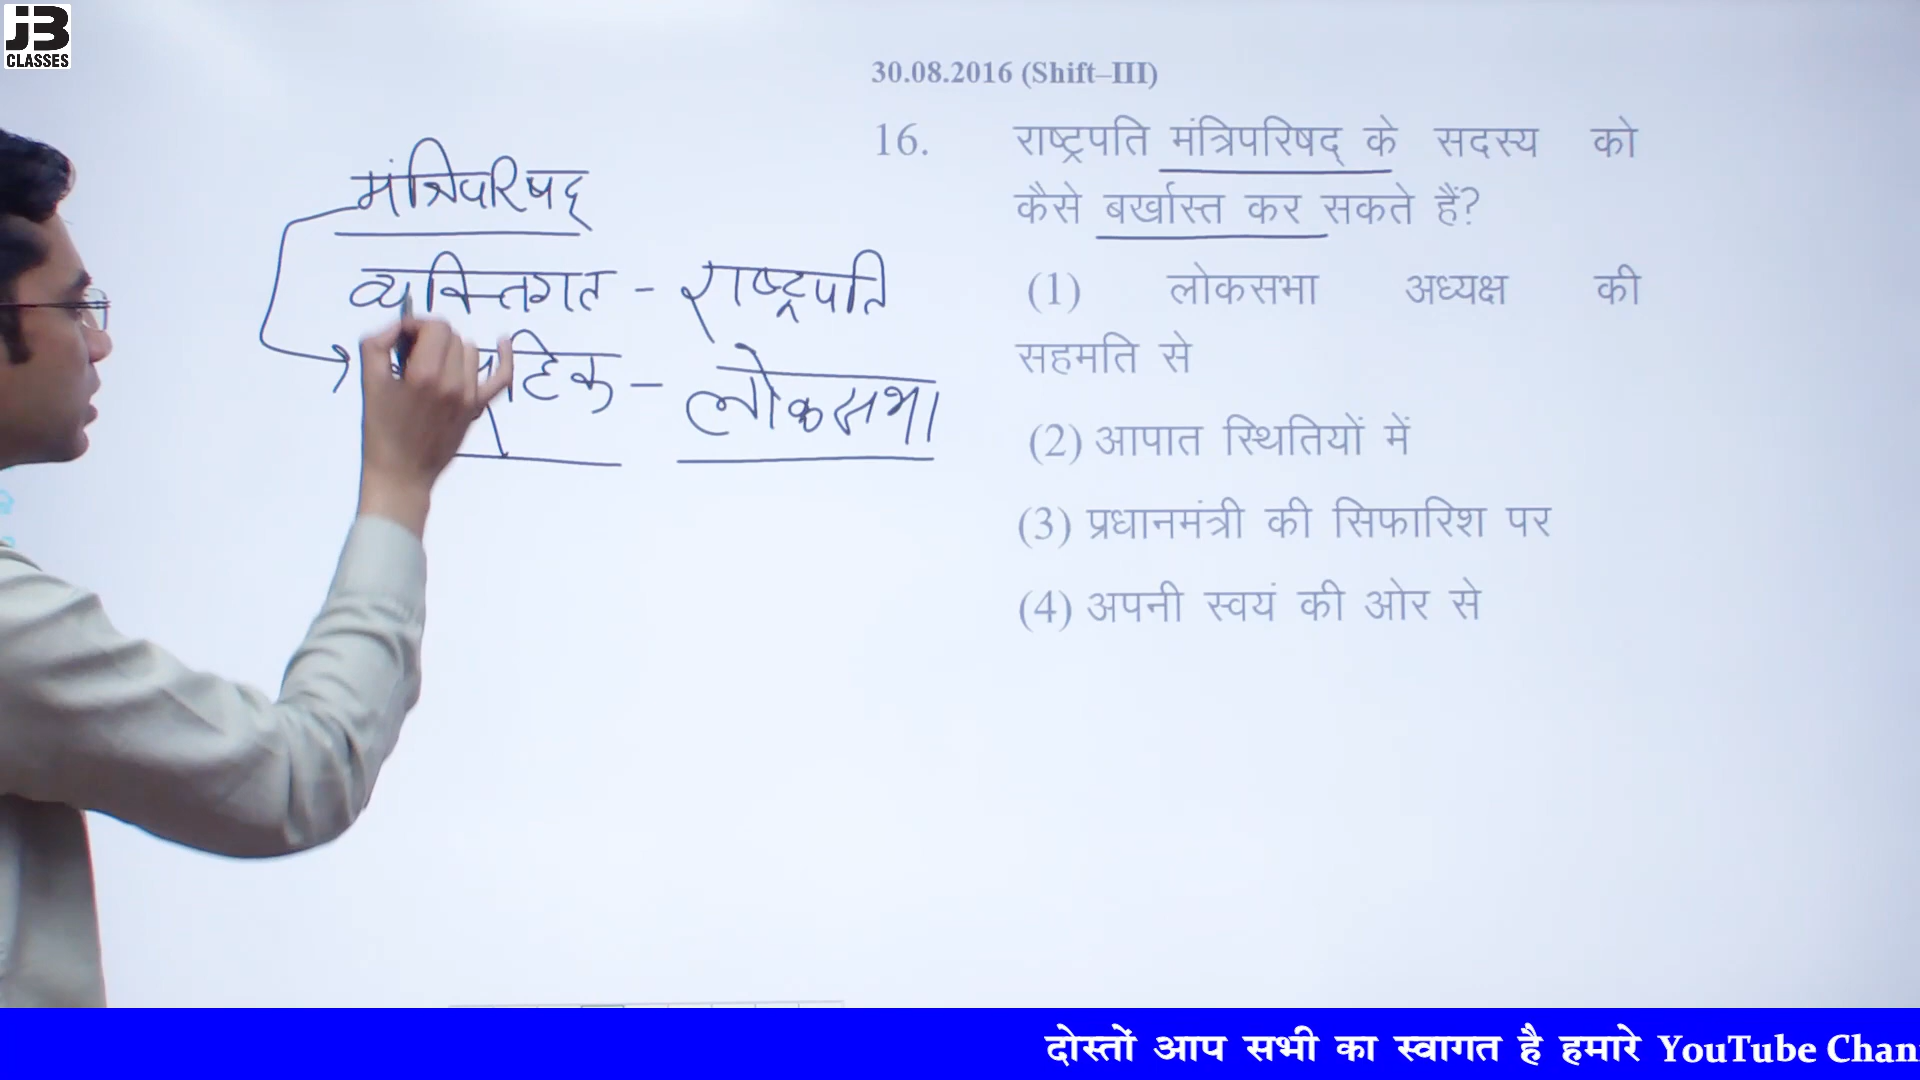 JB
CLASSES
30.08.2016 (Shift–III)
16. राष्ट्रपति मंत्रिपरिषद् के सदस्य को
कैसे बर्खास्त कर सकते हैं?
(1) लोकसभा अध्यक्ष की
सहमति से
(2) आपात स्थितियों में
(3) प्रधानमंत्री की सिफारिश पर
(4) अपनी स्वयं की ओर से
मंत्रिपरिषद्
व्यक्तिगत - राष्ट्रपति
- लोकसभा
दोस्तों आप सभी का स्वागत है हमारे YouTube Chan